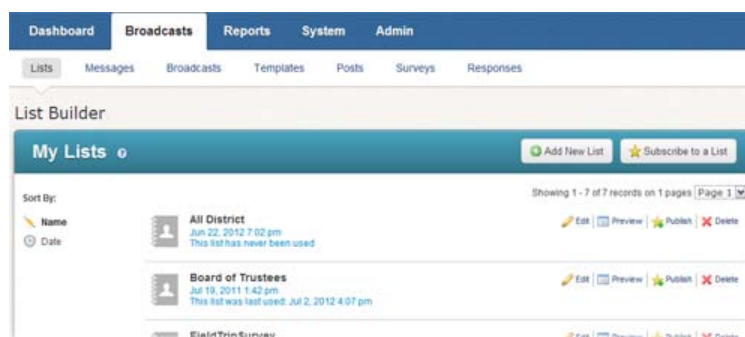 Dashboard Broadcasts Reports System Admin
Lists Messages Broadcasts Templates Posts Surveys Responses
List Builder
My Lists ? Add New List Subscribe to a List
Showing 1 - 7 of 7 records on 1 pages Page 1
Sort By:
Name
Date
All District
Jun 22, 2012 7:02 pm
This list has never been used
Edit Preview Publish Delete
Board of Trustees
Jul 19, 2011 1:42 pm
This list was last used: Jul 2, 2012 4:07 pm
Edit Preview Publish Delete
FieldTripSurvey
Edit Preview Publish Delete